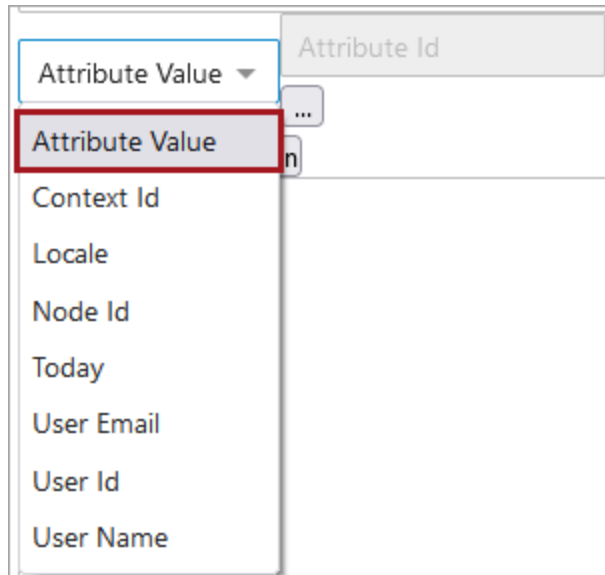 Attribute Id
Attribute Value
...
Attribute Value
n
Context Id
Locale
Node Id
Today
User Email
User Id
User Name